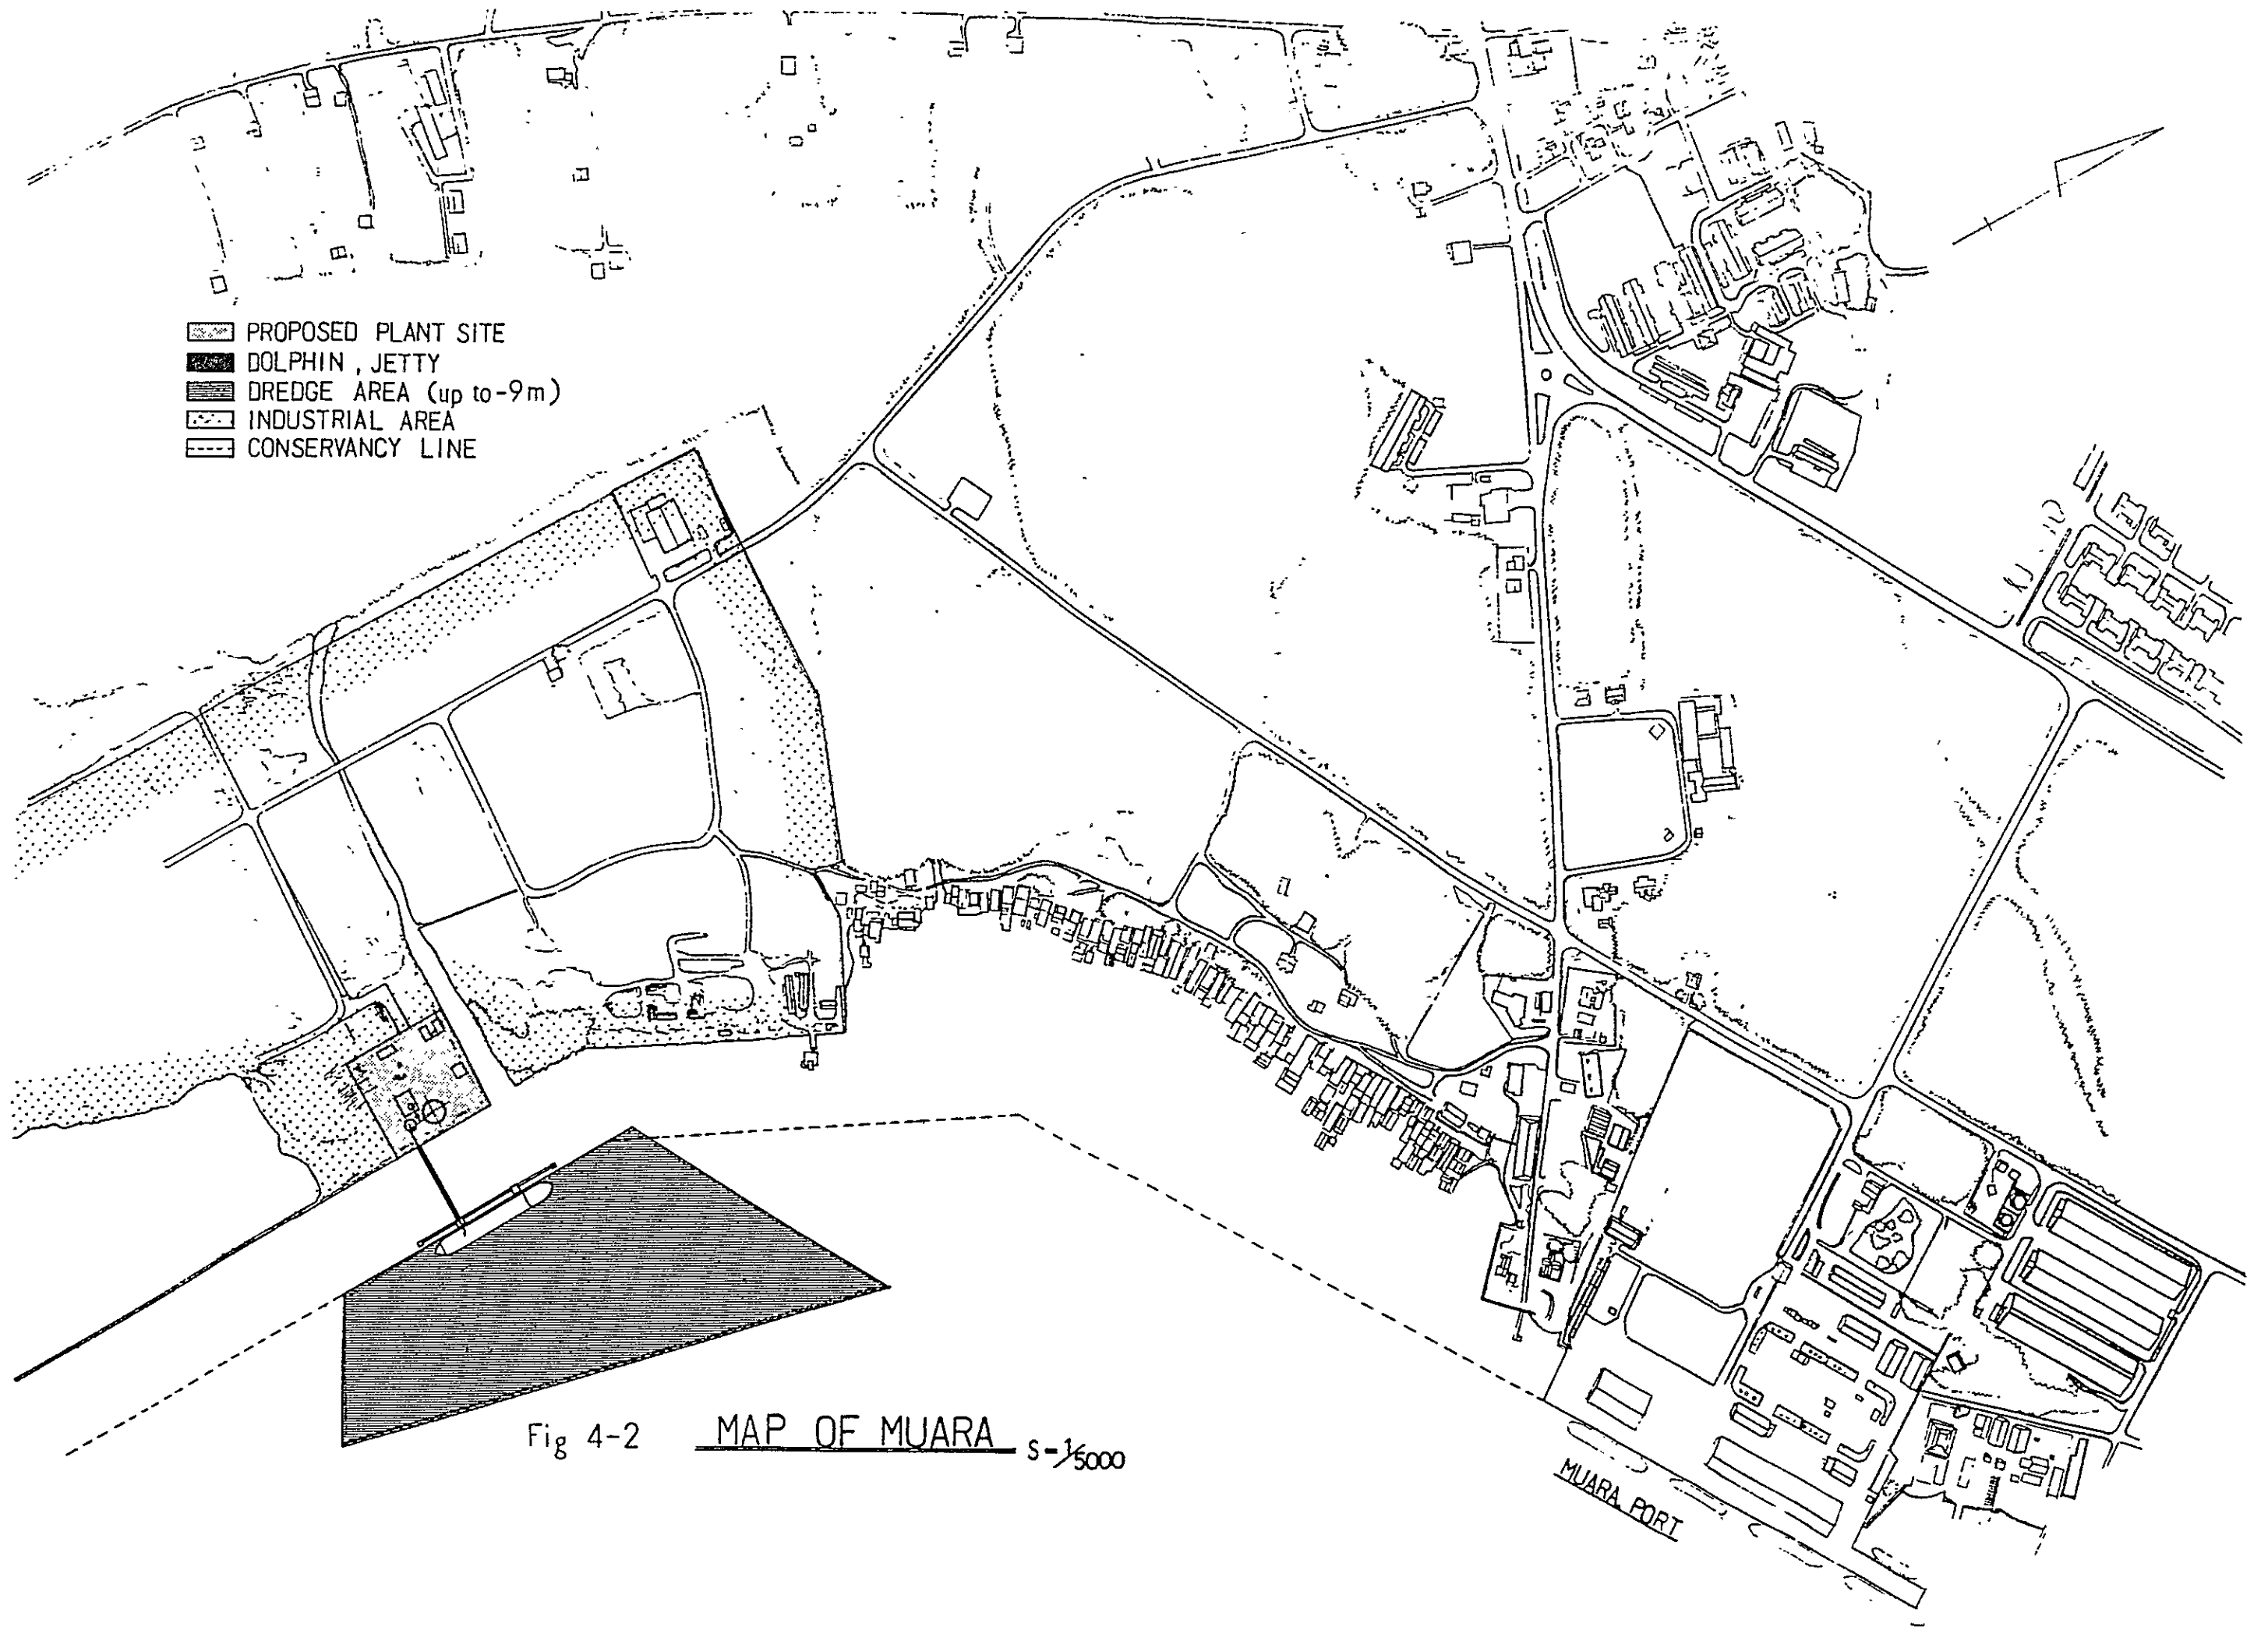 PROPOSED PLANT SITE
DOLPHIN , JETTY
DREDGE AREA (up to -9m)
INDUSTRIAL AREA
CONSERVANCY LINE
Fig 4-2 MAP OF MUARA S-1/5000
MUARA PORT